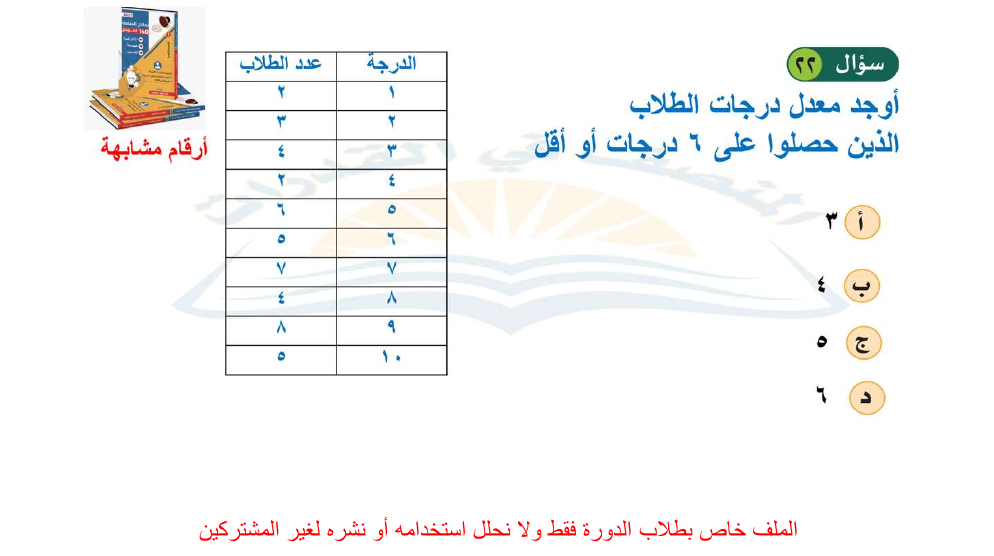 سؤال ٢٢
أوجد معدل درجات الطلاب
الذين حصلوا على ٦ درجات أو أقل
أ ٣
ب ٤
ج ٥
د ٦
الدرجة عدد الطلاب
١ ٢
٢ ٣
٣ ٤
٤ ٢
٥ ٦
٦ ٥
٧ ٧
٨ ٤
٩ ٨
١٠ ٥
أرقام مشابهة
الملف خاص بطلاب الدورة فقط ولا نحلل استخدامه أو نشره لغير المشتركين